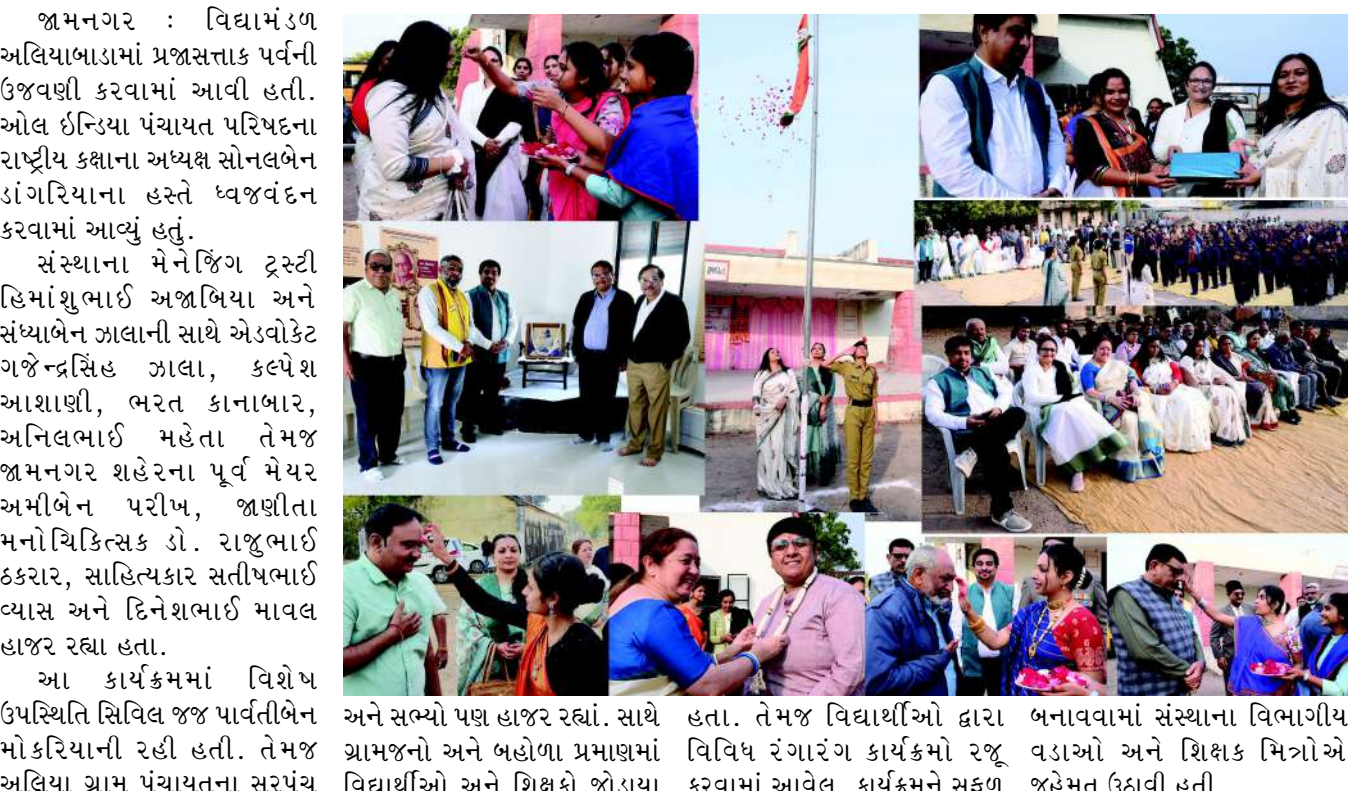 જામનગર : વિદ્યામંડળ
અલિયાબાડામાં પ્રજાસત્તાક પર્વની
ઉજવણી કરવામાં આવી હતી.
ઓલ ઇન્ડિયા પંચાયત પરિષદના
રાષ્ટ્રીય કક્ષાના અધ્યક્ષ સોનલબેન
ડાંગરિયાના હસ્તે ધ્વજવંદન
કરવામાં આવ્યું હતું.
સંસ્થાના મેનેજિંગ ટ્રસ્ટી
હિમાંશુભાઈ અજાબિયા અને
સંધ્યાબેન ઝાલાની સાથે એડવોકેટ
ગજેન્દ્રસિંહ ઝાલા, કલ્પેશ
આશાણી, ભરત કાનાબાર,
અનિલભાઈ મહેતા તેમજ
જામનગર શહેરના પૂર્વ મેયર
અમીબેન પરીખ, જાણીતા
મનોચિકિત્સક ડો. રાજુભાઈ
ઠકરાર, સાહિત્યકાર સતીષભાઈ
વ્યાસ અને દિનેશભાઈ માવલ
હાજર રહ્યા હતા.
આ કાર્યક્રમમાં વિશેષ
ઉપસ્થિતિ સિવિલ જજ પાર્વતીબેન
મોકરિયાની રહી હતી. તેમજ
અલિયા ગ્રામ પંચાયતના સરપંચ
અને સભ્યો પણ હાજર રહ્યાં. સાથે
ગ્રામજનો અને બહોળા પ્રમાણમાં
વિદ્યાર્થીઓ અને શિક્ષકો જોડાયા
હતા. તેમજ વિદ્યાર્થીઓ દ્વારા
વિવિધ રંગારંગ કાર્યક્રમો રજૂ
કરવામાં આવેલ. કાર્યક્રમને સફળ
બનાવવામાં સંસ્થાના વિભાગીય
વડાઓ અને શિક્ષક મિત્રોએ
જહેમત ઉઠાવી હતી